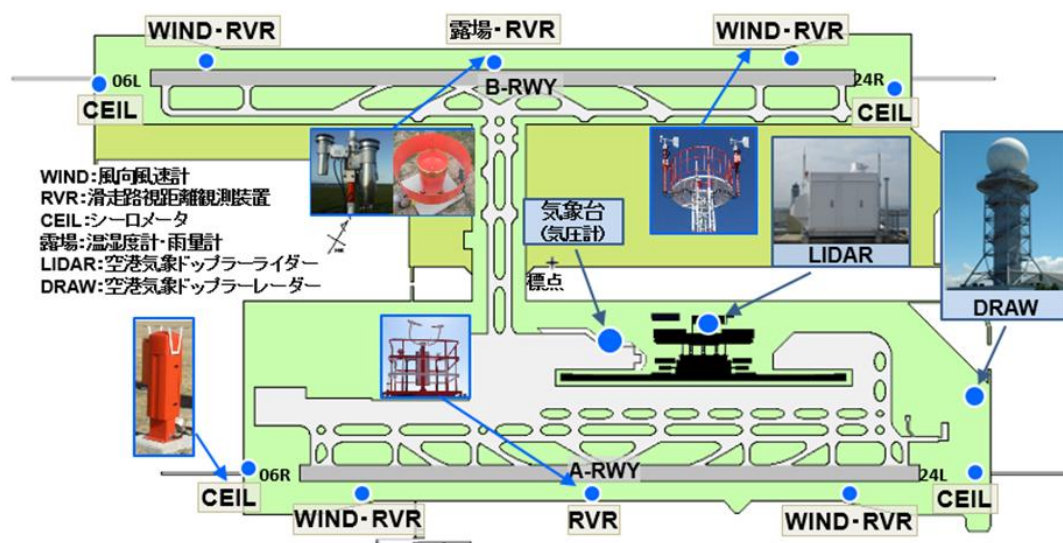 WIND-RVR
露場-RVR
WIND-RVR
06L
B-RWY
24R
CEIL
CEIL
WIND:風向風速計
RVR:滑走路視距離観測装置
CEIL:シーロメータ
露場:温湿度計・雨量計
LIDAR:空港気象ドップラーライダー
DRAW:空港気象ドップラーレーダー
気象台
(気圧計)
標点
LIDAR
DRAW
06R
A-RWY
24L
CEIL
CEIL
WIND-RVR
RVR
WIND-RVR